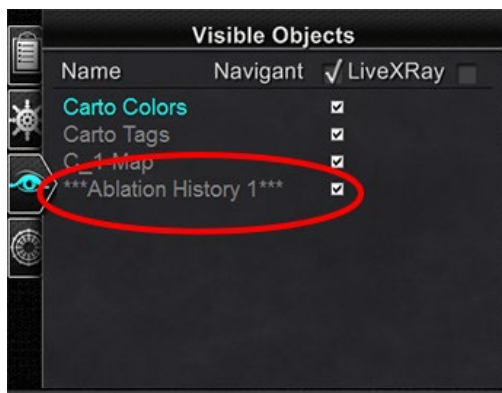 Visible Objects
Name Navigant LiveXRay
Carto Colors
Carto Tags
C_1-Map
***Ablation History 1***